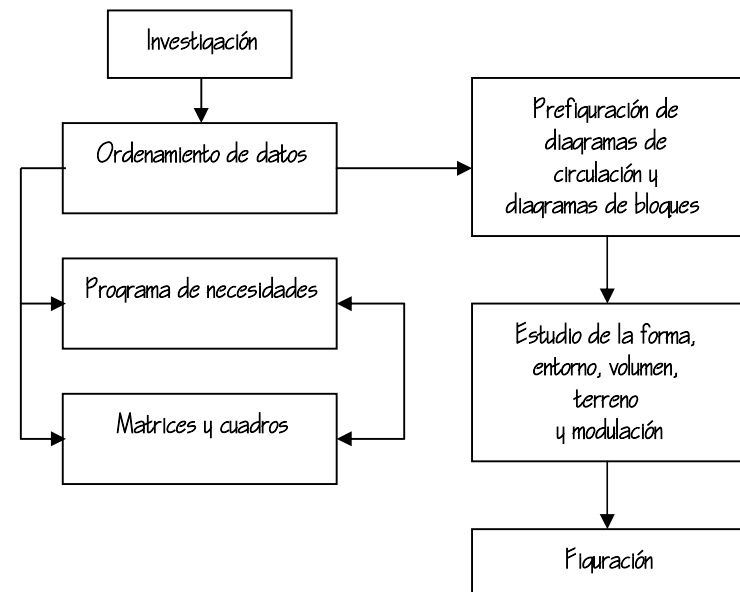 Investigación
Ordenamiento de datos
Programa de necesidades
Matrices y cuadros
Prefiguración de
diagramas de
circulación y
diagramas de bloques
Estudio de la forma,
entorno, volumen,
terreno
y modulación
Figuración